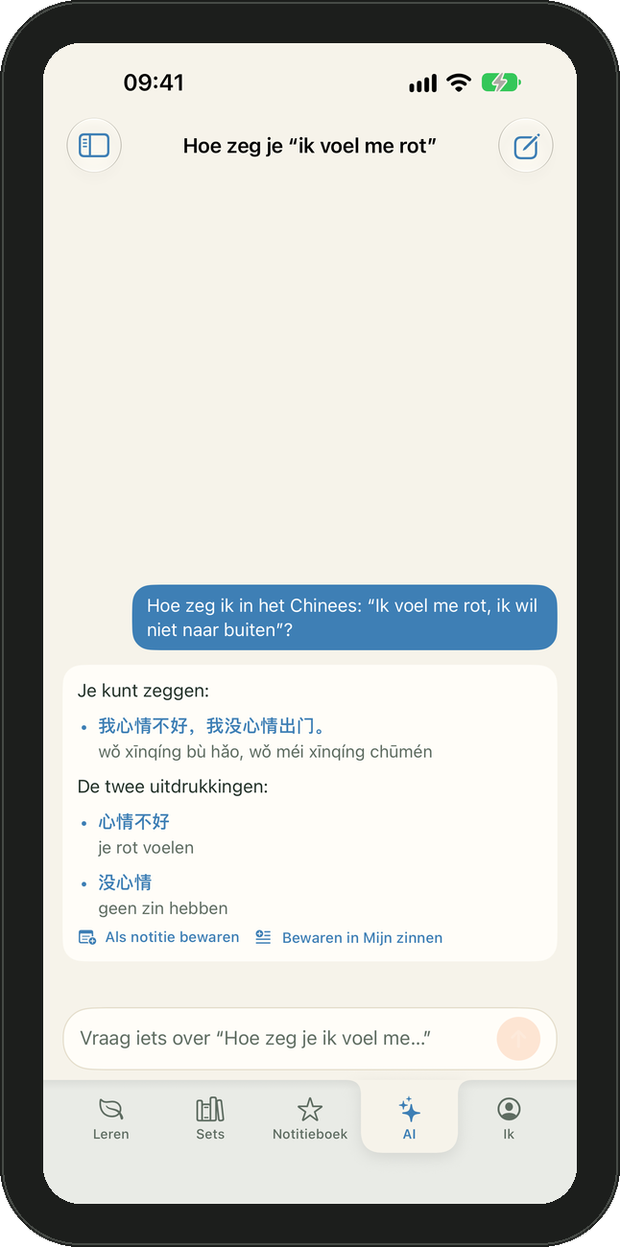 09:41
Hoe zeg je “ik voel me rot”
Hoe zeg ik in het Chinees: “Ik voel me rot, ik wil
niet naar buiten”?
Je kunt zeggen:
• 我心情不好，我没心情出门。
wǒ xīnqíng bù hǎo, wǒ méi xīnqíng chūmén
De twee uitdrukkingen:
• 心情不好
je rot voelen
• 没心情
geen zin hebben
Als notitie bewaren Bewaren in Mijn zinnen
Vraag iets over “Hoe zeg je ik voel me...”
Leren Sets Notitieboek AI Ik